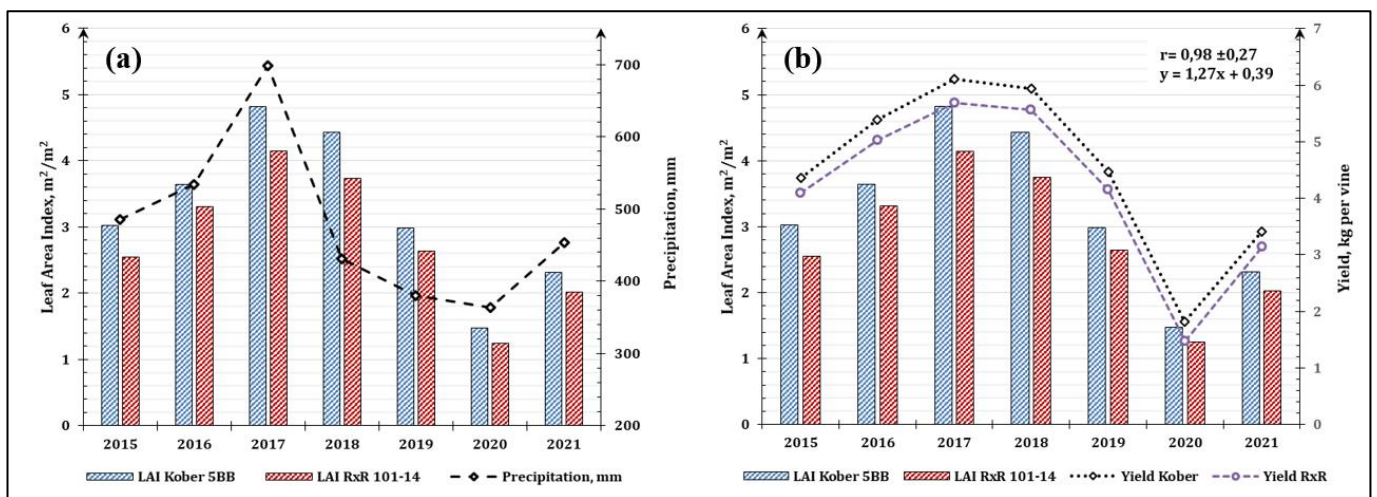 (a)
Leaf Area Index, m²/m²
6
5
4
3
2
1
0
2015 2016 2017 2018 2019 2020 2021
700
600
500
400
300
200
Precipitation, mm
LAI Kober 5BB LAI RxR 101-14 Precipitation, mm
(b)
r= 0,98 ±0,27
y = 1,27x + 0,39
Leaf Area Index, m²/m²
6
5
4
3
2
1
0
2015 2016 2017 2018 2019 2020 2021
7
6
5
4
3
2
1
0
Yield, kg per vine
LAI Kober 5BB LAI RxR 101-14 Yield Kober Yield RxR